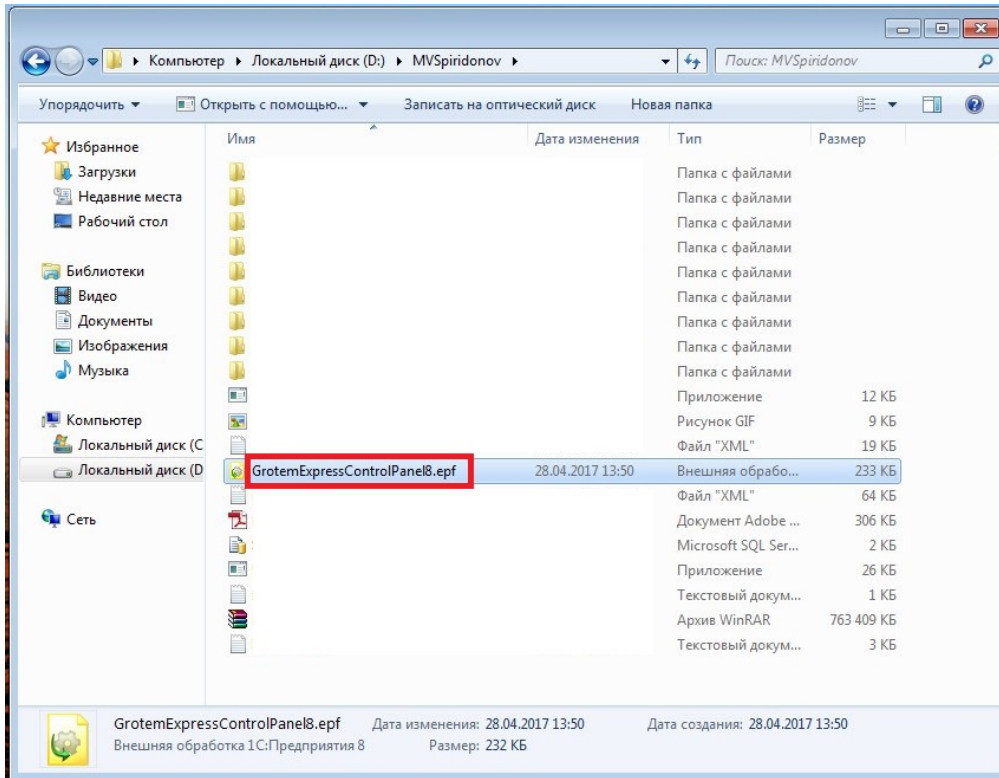 Компьютер Локальный диск (D:) MVSpiridonov Поиск: MVSpiridonov
Упорядочить Открыть с помощью... Записать на оптический диск Новая папка
Имя Дата изменения Тип Размер
Избранное
Загрузки
Недавние места
Рабочий стол
Библиотеки
Видео
Документы
Изображения
Музыка
Компьютер
Локальный диск (C
Локальный диск (D
Сеть
Папка с файлами
Папка с файлами
Папка с файлами
Папка с файлами
Папка с файлами
Папка с файлами
Папка с файлами
Папка с файлами
Папка с файлами
Приложение 12 КБ
Рисунок GIF 9 КБ
Файл "XML" 19 КБ
GrotemExpressControlPanel8.epf 28.04.2017 13:50 Внешняя обрабо... 233 КБ
Файл "XML" 64 КБ
Документ Adobe ... 306 КБ
Microsoft SQL Ser... 2 КБ
Приложение 26 КБ
Текстовый докум... 1 КБ
Архив WinRAR 763 409 КБ
Текстовый докум... 3 КБ
GrotemExpressControlPanel8.epf Дата изменения: 28.04.2017 13:50 Дата создания: 28.04.2017 13:50
Внешняя обработка 1С:Предприятия 8 Размер: 232 КБ